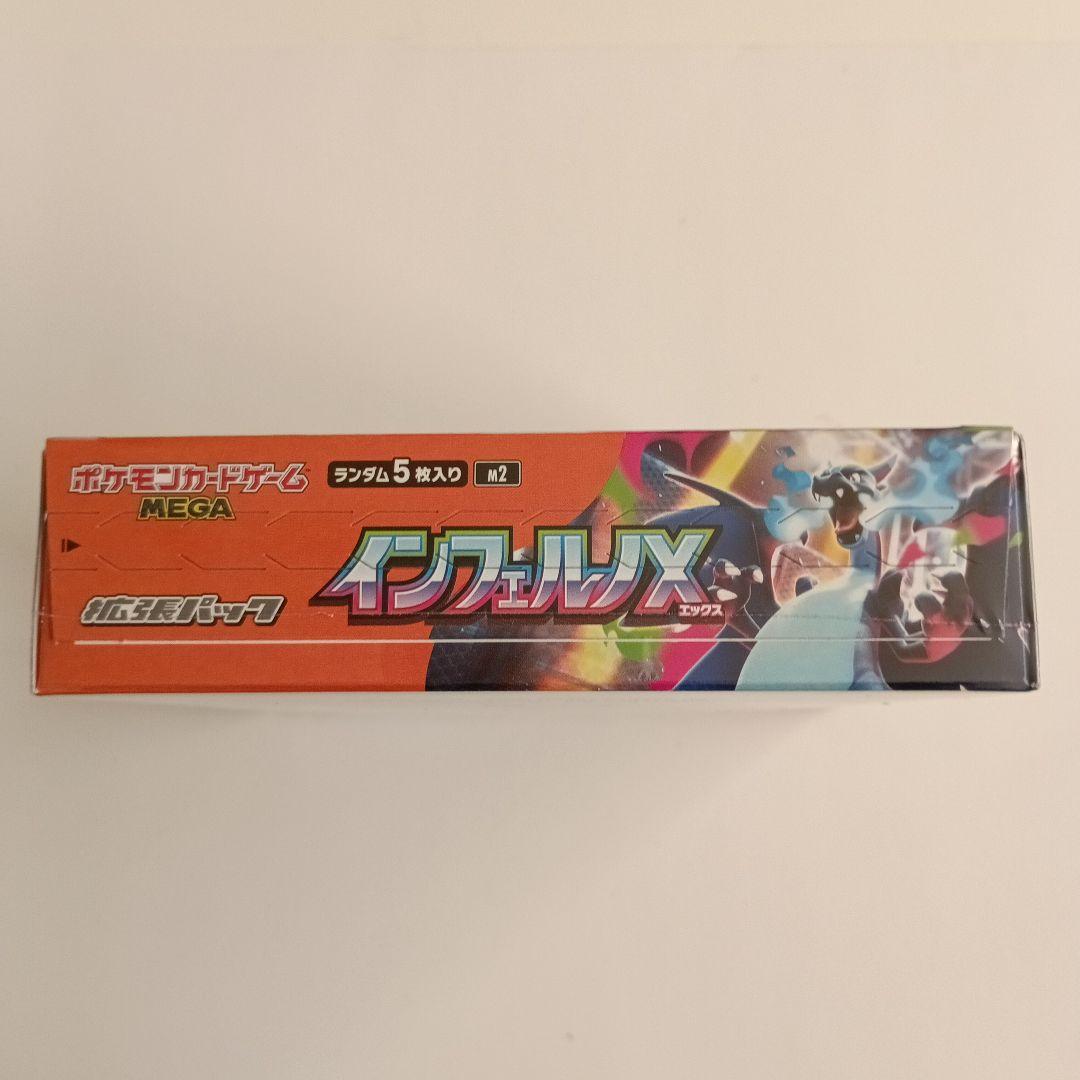 ポケモンカードゲーム
MEGA
ランダム5枚入り
M2
インフェルノX
エックス
拡張パック